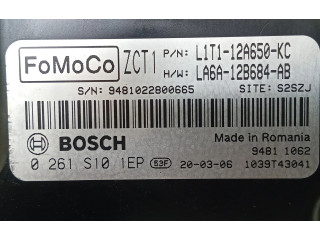 FoMoCo ZCT1 P/N: L1T1-12A650-KC
H/W: LA6A-12B684-AB
S/N: 9481022800665 SITE: S2SZJ
BOSCH Made in Romania
9481 1062
0 261 S10 1EP 53F 20-03-06 1039T43041